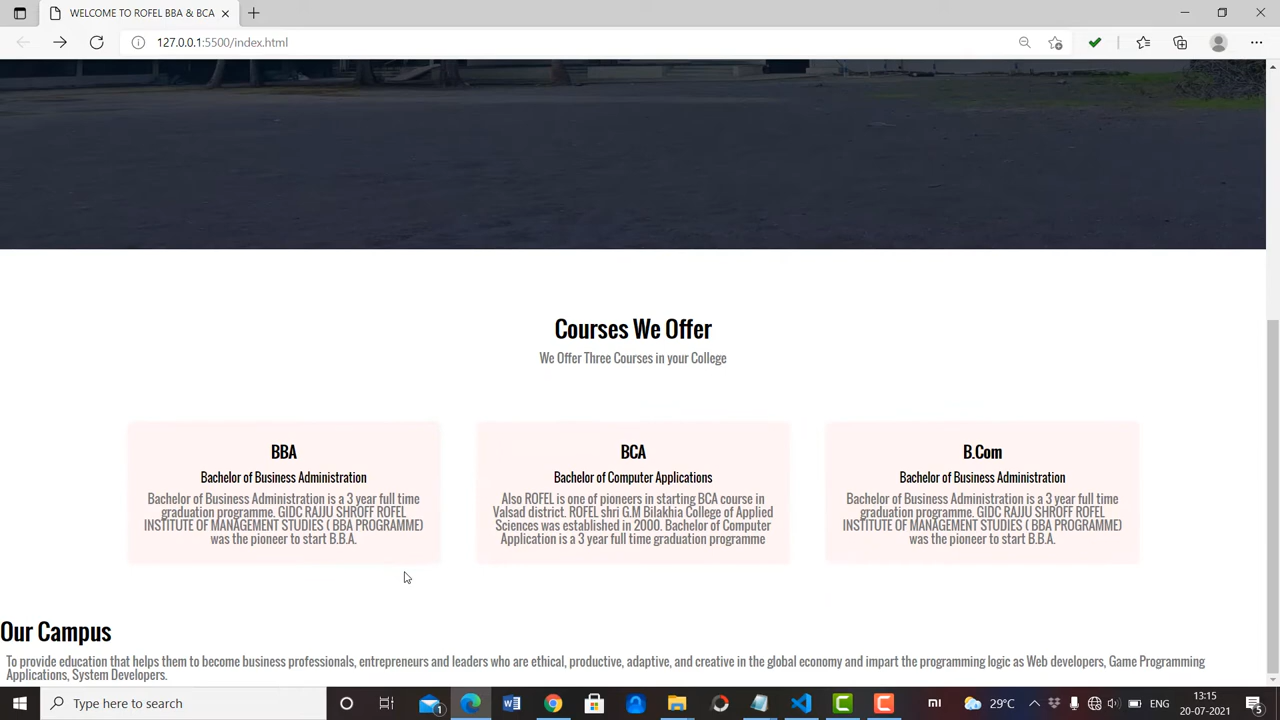 WELCOME TO ROFEL BBA & BCA
127.0.0.1:5500/index.html
Courses We Offer
We Offer Three Courses in your College
BBA
Bachelor of Business Administration
Bachelor of Business Administration is a 3 year full time
graduation programme. GIDC RAJJU SHROFF ROFEL
INSTITUTE OF MANAGEMENT STUDIES ( BBA PROGRAMME)
was the pioneer to start B.B.A.
BCA
Bachelor of Computer Applications
Also ROFEL is one of pioneers in starting BCA course in
Valsad district. ROFEL shri G.M Bilakhia College of Applied
Sciences was established in 2000. Bachelor of Computer
Application is a 3 year full time graduation programme
B.Com
Bachelor of Business Administration
Bachelor of Business Administration is a 3 year full time
graduation programme. GIDC RAJJU SHROFF ROFEL
INSTITUTE OF MANAGEMENT STUDIES ( BBA PROGRAMME)
was the pioneer to start B.B.A.
Our Campus
To provide education that helps them to become business professionals, entrepreneurs and leaders who are ethical, productive, adaptive, and creative in the global economy and impart the programming logic as Web developers, Game Programming
Applications, System Developers.
Type here to search
1
mi
29°C
ENG
13:15
20-07-2021
5